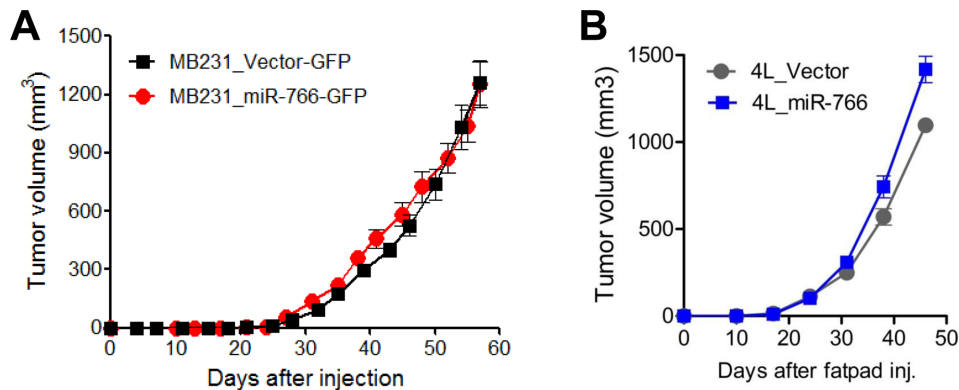 A
Tumor volume (mm³)
1500
1200
900
600
300
0
0 10 20 30 40 50 60
Days after injection
MB231_Vector-GFP
MB231_miR-766-GFP
B
Tumor volume (mm3)
1500
1000
500
0
0 10 20 30 40 50
Days after fatpad inj.
4L_Vector
4L_miR-766